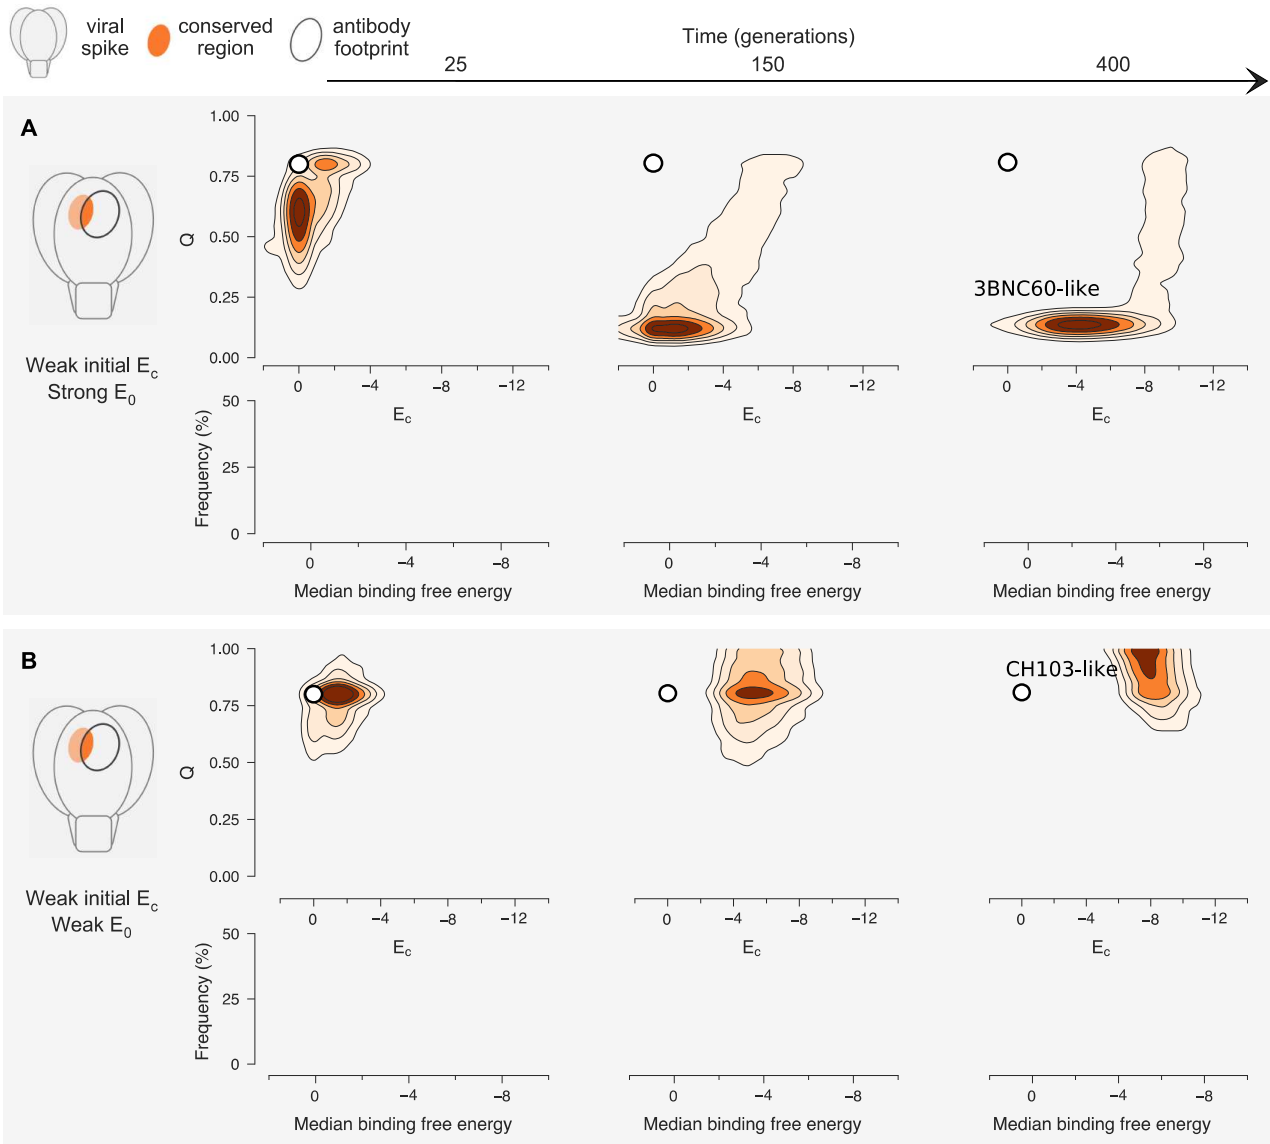 viral
spike
conserved
region
antibody
footprint
Time (generations)
25 150 400
A
1.00
0.75
0.50
0.25
0.00
Q
3BNC60-like
Weak initial Ec
Strong E0
0 −4 −8 −12
0 −4 −8 −12
0 −4 −8 −12
Ec Ec Ec
50
25
0
Frequency (%)
0 −4 −8
0 −4 −8
0 −4 −8
Median binding free energy
Median binding free energy
Median binding free energy
B
1.00
0.75
0.50
0.25
0.00
Q
CH103-like
Weak initial Ec
Weak E0
0 −4 −8 −12
0 −4 −8 −12
0 −4 −8 −12
Ec Ec Ec
50
25
0
Frequency (%)
0 −4 −8
0 −4 −8
0 −4 −8
Median binding free energy
Median binding free energy
Median binding free energy